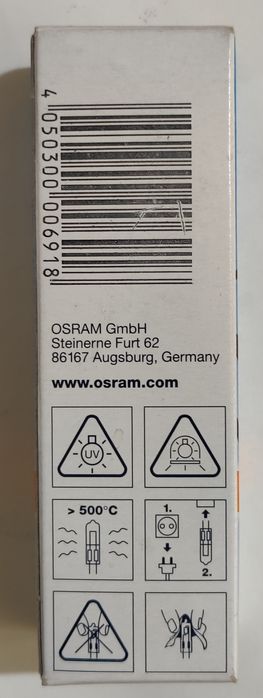 4 050300 006918
OSRAM GmbH
Steinerne Furt 62
86167 Augsburg, Germany
www.osram.com
UV
> 500°C
1.
2.